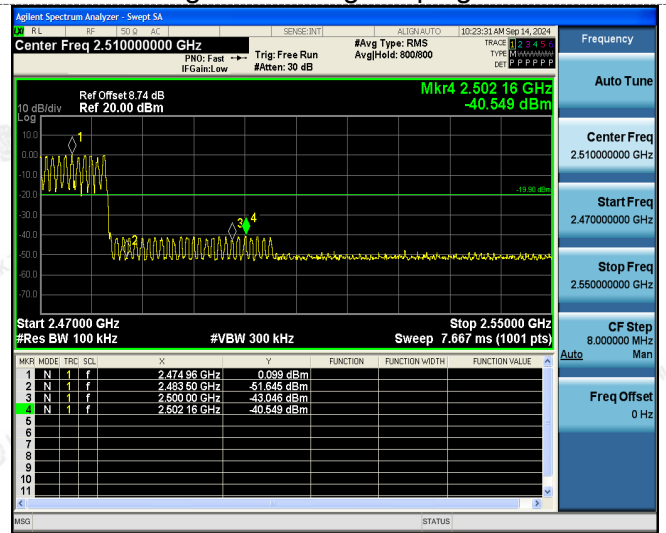 Agilent Spectrum Analyzer - Swept SA
RL RF 50 Ω AC SENSE:INT ALIGN AUTO 10:23:31 AM Sep 14, 2024
Center Freq 2.510000000 GHz
PNO: Fast
IFGain:Low
Trig: Free Run
#Atten: 30 dB
#Avg Type: RMS
Avg|Hold: 800/800
TRACE 1 2 3 4 5 6
TYPE M
DET P P P P P P
Ref Offset 8.74 dB
Ref 20.00 dBm
10 dB/div
Log
Mkr4 2.502 16 GHz
-40.549 dBm
10.0
0.00
-10.0
-20.0
-30.0
-40.0
-50.0
-60.0
-70.0
1
2
3
4
-19.90 dBm
Start 2.47000 GHz
Stop 2.55000 GHz
#Res BW 100 kHz #VBW 300 kHz Sweep 7.667 ms (1001 pts)
MKR MODE TRC SCL X Y FUNCTION FUNCTION WIDTH FUNCTION VALUE
1 N 1 f 2.474 96 GHz 0.099 dBm
2 N 1 f 2.483 50 GHz -51.645 dBm
3 N 1 f 2.500 00 GHz -43.046 dBm
4 N 1 f 2.502 16 GHz -40.549 dBm
5
6
7
8
9
10
11
MSG STATUS
Frequency
Auto Tune
Center Freq
2.510000000 GHz
Start Freq
2.470000000 GHz
Stop Freq
2.550000000 GHz
CF Step
8.000000 MHz
Auto Man
Freq Offset
0 Hz